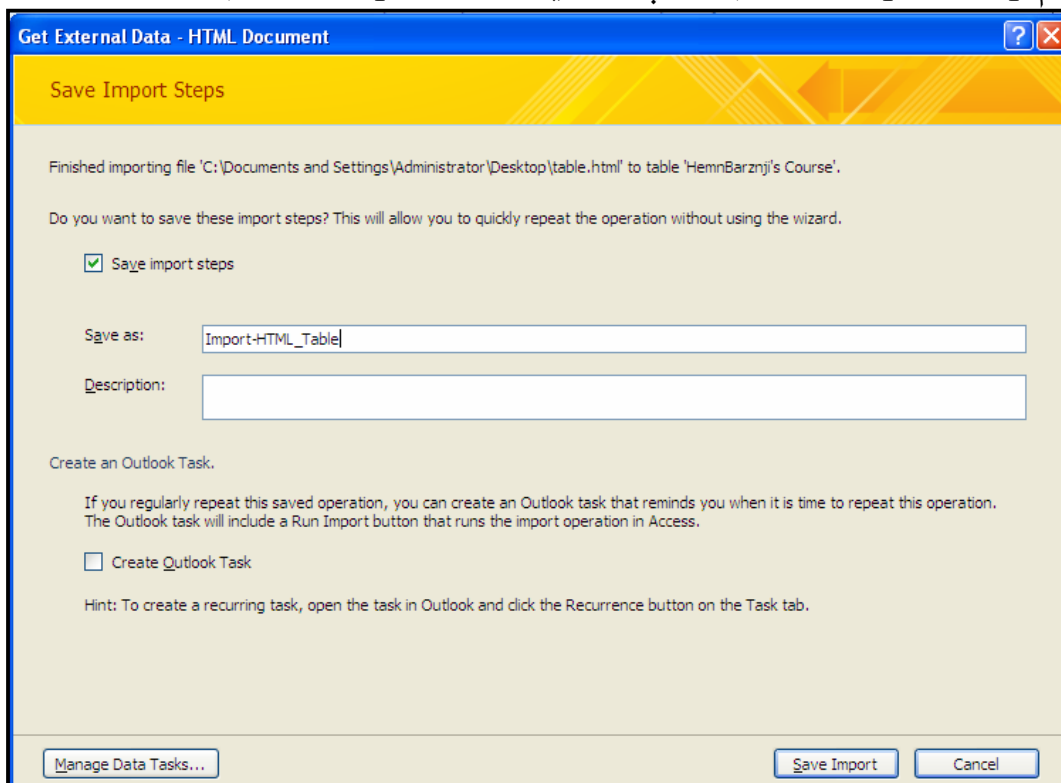 Get External Data - HTML Document
Save Import Steps
Finished importing file 'C:\Documents and Settings\Administrator\Desktop\table.html' to table 'HemnBarznji's Course'.
Do you want to save these import steps? This will allow you to quickly repeat the operation without using the wizard.
Save import steps
Save as:
Import-HTML_Table
Description:
Create an Outlook Task.
If you regularly repeat this saved operation, you can create an Outlook task that reminds you when it is time to repeat this operation.
The Outlook task will include a Run Import button that runs the import operation in Access.
Create Outlook Task
Hint: To create a recurring task, open the task in Outlook and click the Recurrence button on the Task tab.
Manage Data Tasks...
Save Import
Cancel